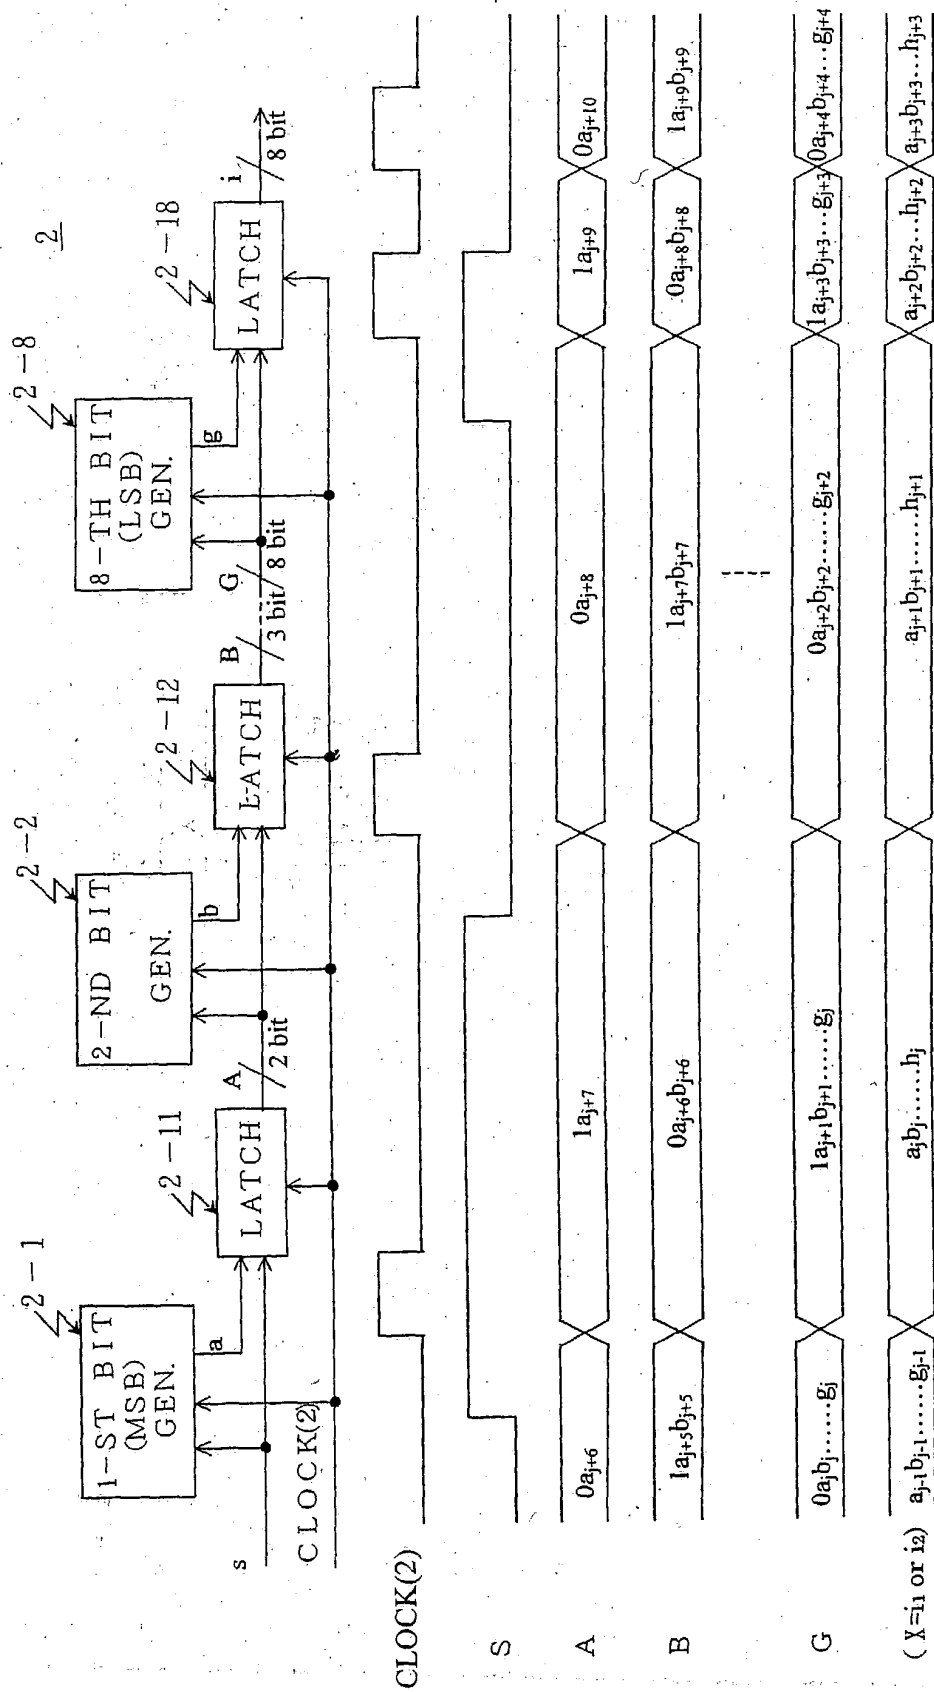 2
2-1
1-ST BIT
(MSB)
GEN.
a
2-11
LATCH
A
2 bit
2-2
2-ND BIT
GEN.
b
2-12
LATCH
B
3 bit
G
8 bit
2-8
8-TH BIT
(LSB)
GEN.
g
2-18
LATCH
i
8 bit
s
CLOCK(2)
CLOCK(2)
S
A 0aj+6 1aj+7 0aj+8 1aj+9 0aj+10
B 1aj+5bj+5 0aj+6bj+6 1aj+7bj+7 0aj+8bj+8 1aj+9bj+9
G 0ajbj......gj 1aj+1bj+1......gj 0aj+2bj+2......gj+2 1aj+3bj+3...gj+3 0aj+4bj+4...gj+4
(X=i1 or i2) aj-1bj-1......gj-1 ajbj......hj aj+1bj+1......hj+1 aj+2bj+2...hj+2 aj+3bj+3...hj+3